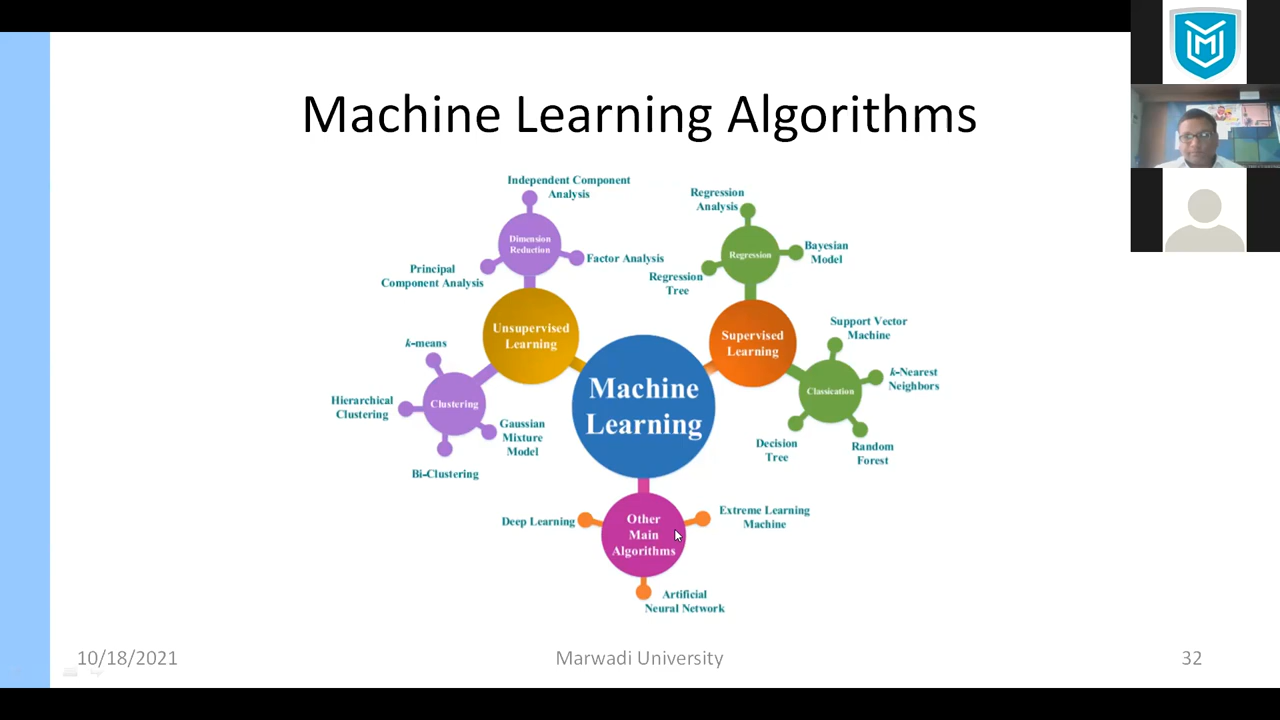 Machine Learning Algorithms
Independent Component
Analysis
Dimension
Reduction
Factor Analysis
Principal
Component Analysis
Unsupervised
Learning
k-means
Hierarchical
Clustering
Clustering
Gaussian
Mixture
Model
Bi-Clustering
Machine
Learning
Regression
Analysis
Regression
Bayesian
Model
Regression
Tree
Supervised
Learning
Support Vector
Machine
Classication
k-Nearest
Neighbors
Decision
Tree
Random
Forest
Deep Learning
Other
Main
Algorithms
Extreme Learning
Machine
Artificial
Neural Network
10/18/2021
Marwadi University
32